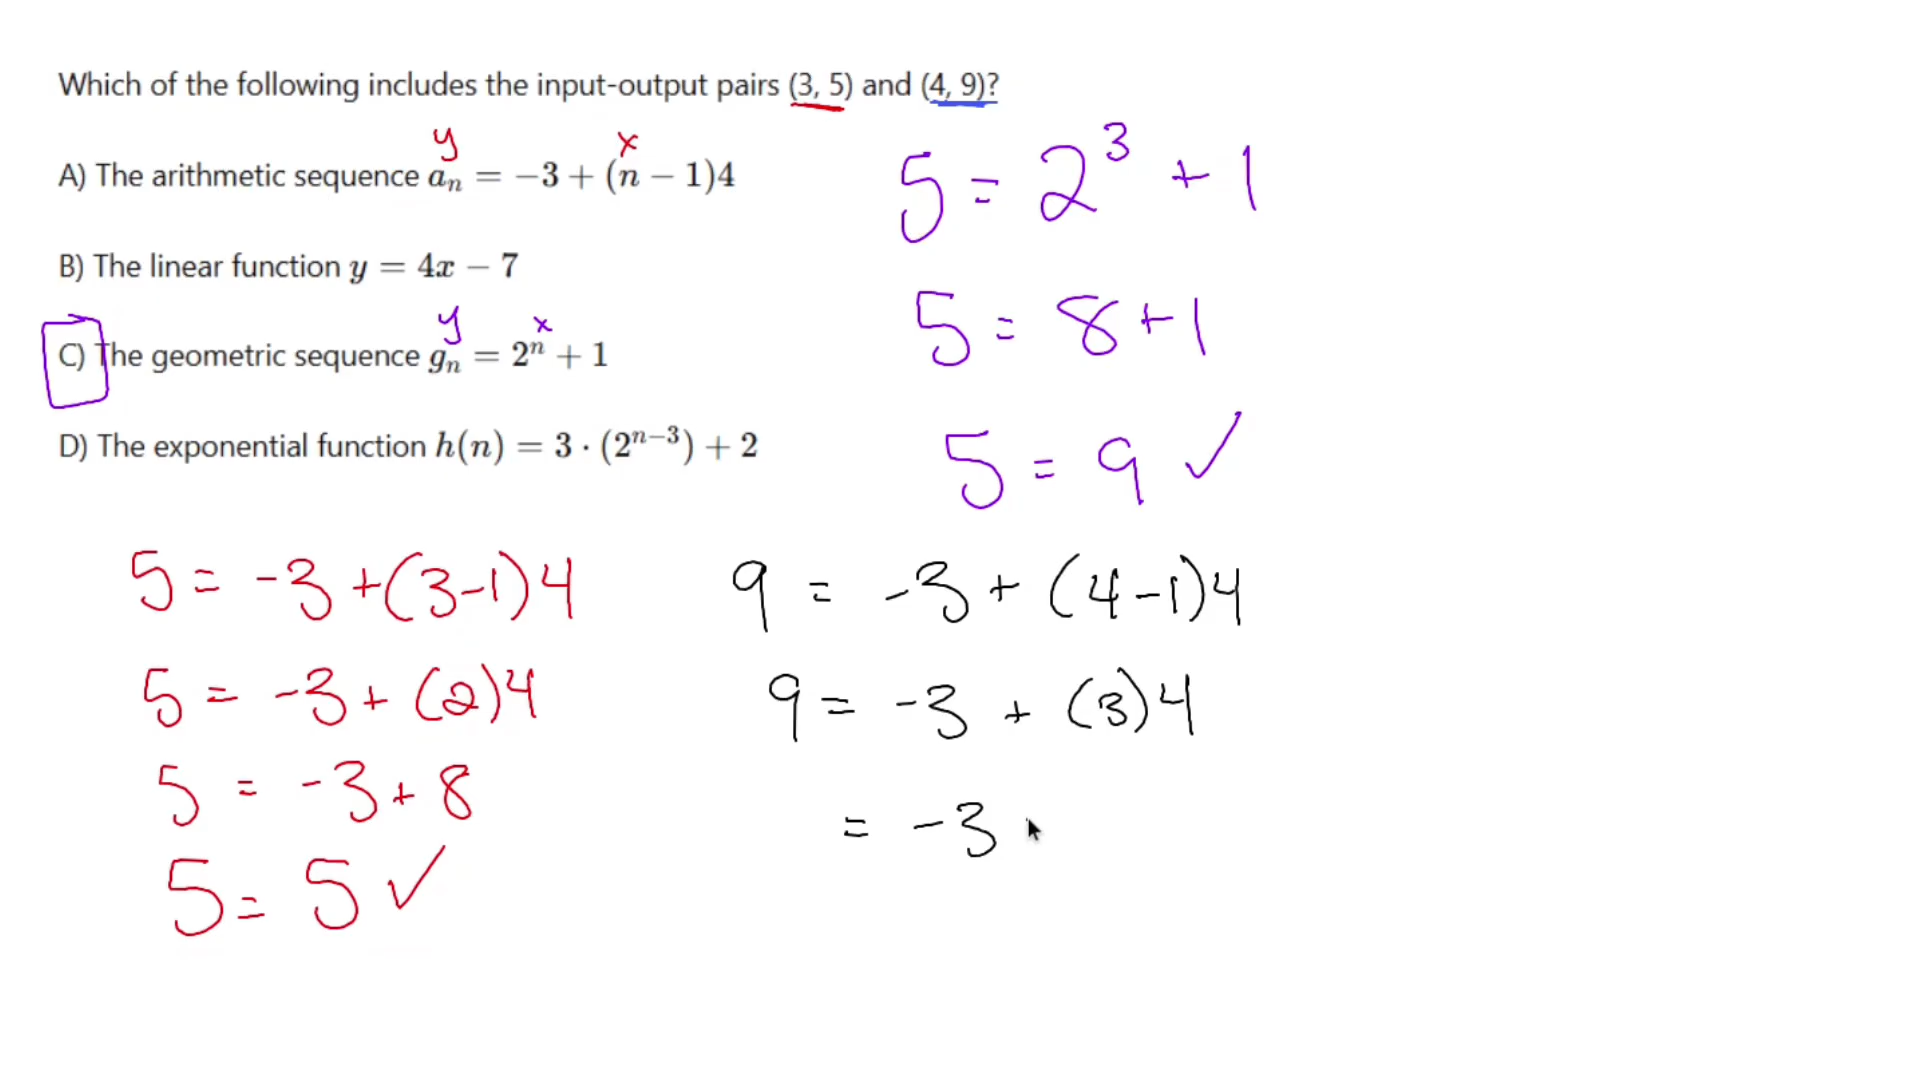 Which of the following includes the input-output pairs (3, 5) and (4, 9)?
y x
A) The arithmetic sequence aₙ = −3 + (n − 1)4
B) The linear function y = 4x − 7
y x
C) The geometric sequence gₙ = 2ⁿ + 1
D) The exponential function h(n) = 3 · (2ⁿ⁻³) + 2
5 = 2³ + 1
5 = 8 + 1
5 = 9 ✓
5 = -3 + (3-1)4
5 = -3 + (2)4
5 = -3 + 8
5 = 5 ✓
9 = -3 + (4-1)4
9 = -3 + (3)4
= -3